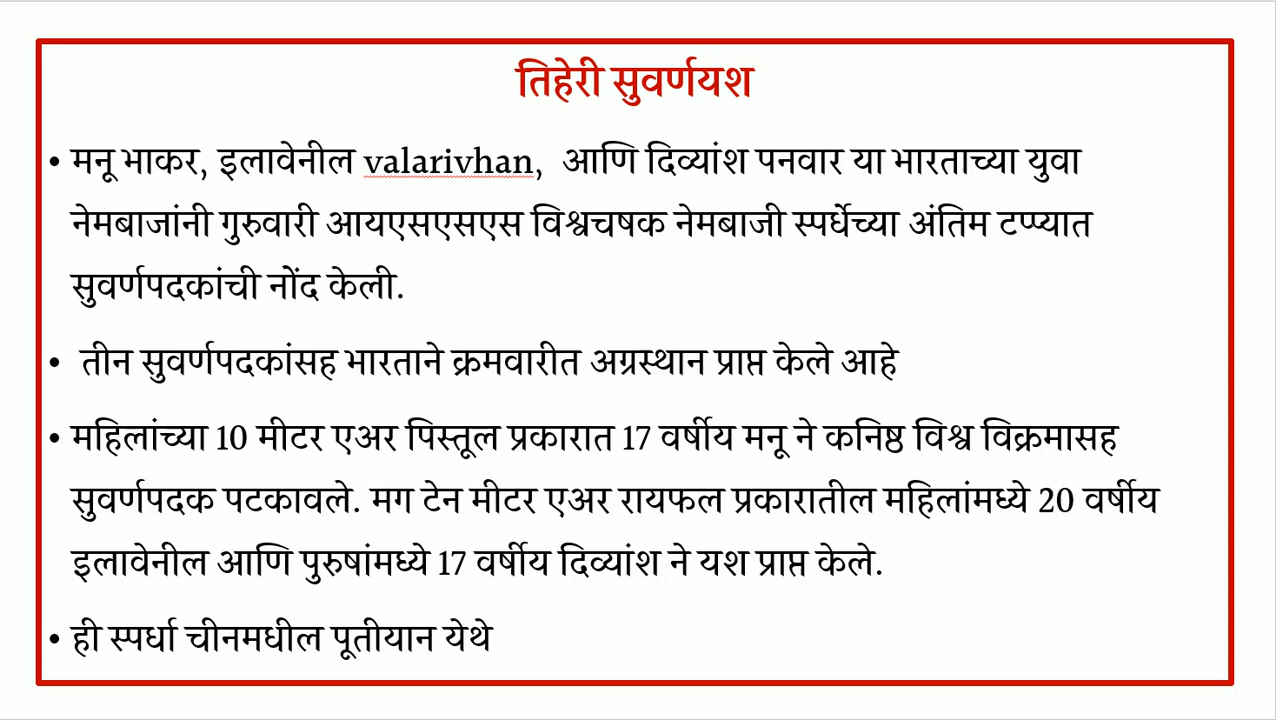 तिहेरी सुवर्णयश
• मनू भाकर, इलावेनील valarivhan, आणि दिव्यांश पनवार या भारताच्या युवा
नेमबाजांनी गुरुवारी आयएसएसएस विश्वचषक नेमबाजी स्पर्धेच्या अंतिम टप्प्यात
सुवर्णपदकांची नोंद केली.
• तीन सुवर्णपदकांसह भारताने क्रमवारीत अग्रस्थान प्राप्त केले आहे
• महिलांच्या 10 मीटर एअर पिस्तूल प्रकारात 17 वर्षीय मनू ने कनिष्ठ विश्व विक्रमासह
सुवर्णपदक पटकावले. मग टेन मीटर एअर रायफल प्रकारातील महिलांमध्ये 20 वर्षीय
इलावेनील आणि पुरुषांमध्ये 17 वर्षीय दिव्यांश ने यश प्राप्त केले.
• ही स्पर्धा चीनमधील पूतीयान येथे